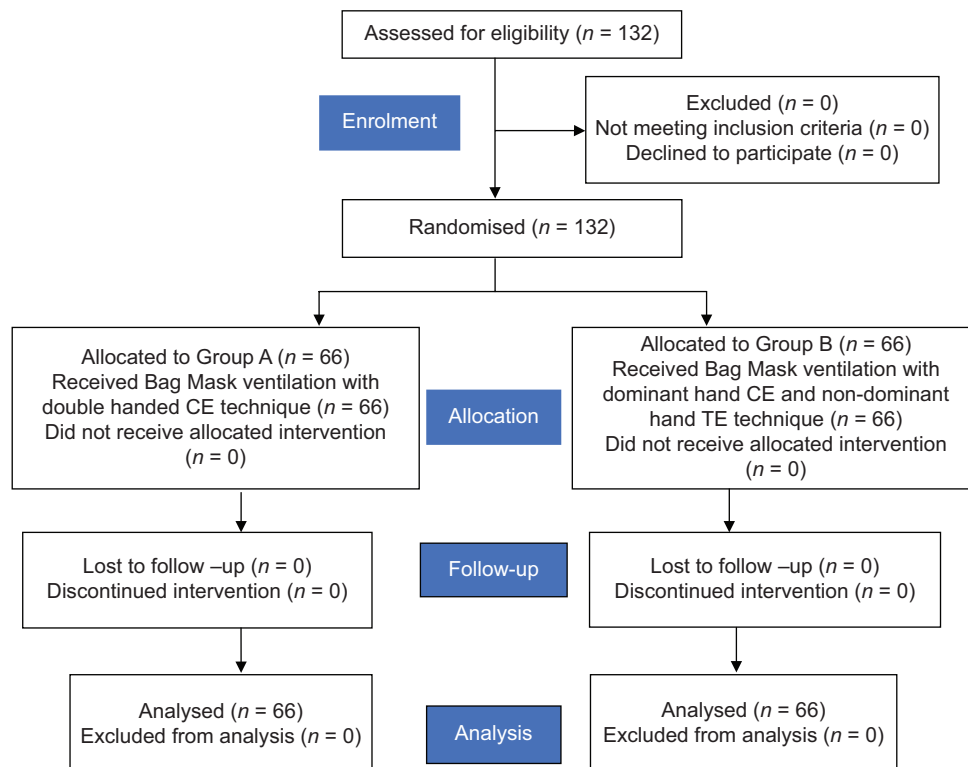 Assessed for eligibility (n = 132)
Enrolment
Excluded (n = 0)
Not meeting inclusion criteria (n = 0)
Declined to participate (n = 0)
Randomised (n = 132)
Allocated to Group A (n = 66)
Received Bag Mask ventilation with
double handed CE technique (n = 66)
Did not receive allocated intervention
(n = 0)
Allocation
Allocated to Group B (n = 66)
Received Bag Mask ventilation with
dominant hand CE and non-dominant
hand TE technique (n = 66)
Did not receive allocated intervention
(n = 0)
Lost to follow –up (n = 0)
Discontinued intervention (n = 0)
Follow-up
Lost to follow –up (n = 0)
Discontinued intervention (n = 0)
Analysed (n = 66)
Excluded from analysis (n = 0)
Analysis
Analysed (n = 66)
Excluded from analysis (n = 0)